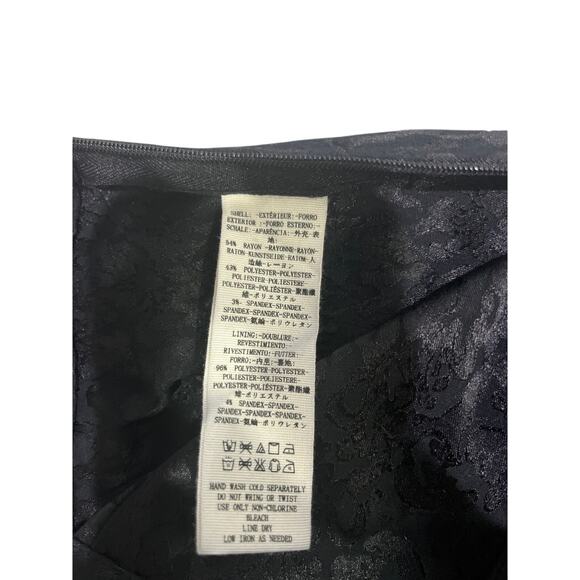 SHELL: -EXTÉRIEUR:-FORRO
EXTERIOR :-FORRO ESTERNO:-
SCHALE:-APARÊNCIA:-外壳·表
地:
54% RAYON -RAYONNE-RAYON-
RAION-KUNSTSEIDE-RAIOM-人
造絲-レーヨン
43% POLYESTER-POLYESTER-
POLIÉSTER-POLIESTERE
POLYESTER-POLIÉSTER-聚酯纖
維-ポリエステル
3%- SPANDEX-SPANDEX-
SPANDEX-SPANDEX-SPANDEX-
SPANDEX-氨綸-ポリウレタン
LINING:-DOUBLURE-
REVESTIMIENTO:-
RIVESTIMENTO:-FUTTER-
FORRO:-内里:-裏地:
96% POLYESTER-POLYESTER-
POLIÉSTER-POLIESTERE-
POLYESTER-POLIÉSTER-聚酯纖
維-ポリエステル
4% SPANDEX-SPANDEX-
SPANDEX-SPANDEX-SPANDEX-
SPANDEX-氨綸-ポリウレタン
HAND WASH COLD SEPARATELY
DO NOT WRING OR TWIST
USE ONLY NON-CHLORINE
BLEACH
LINE DRY
LOW IRON AS NEEDED